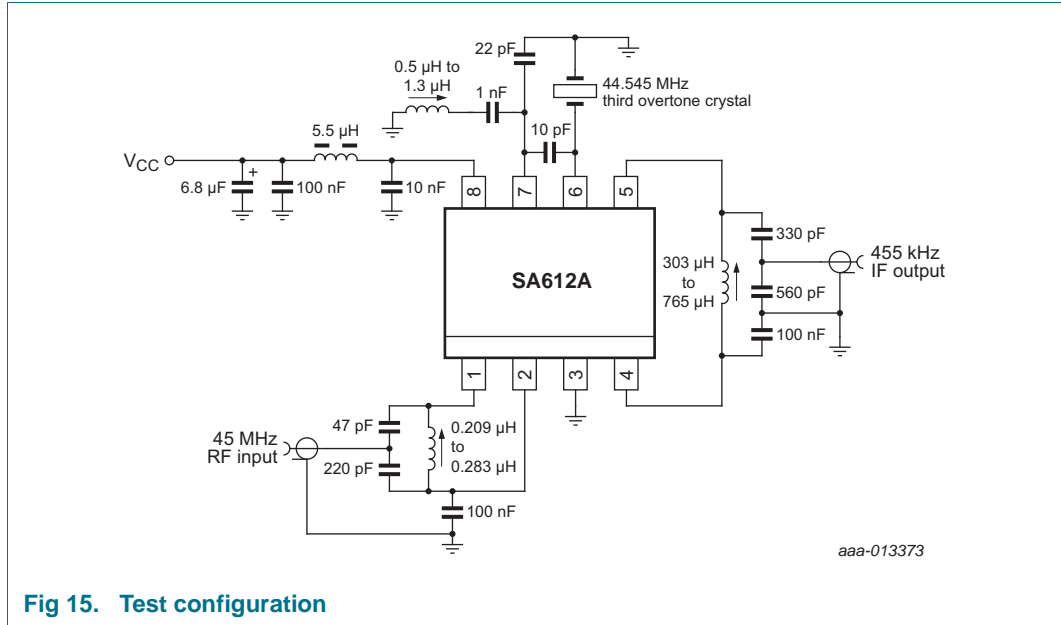 22 pF
0.5 µH to
1.3 µH
1 nF
44.545 MHz
third overtone crystal
10 pF
5.5 µH
VCC
6.8 µF
+
100 nF
10 nF
8
7
6
5
SA612A
303 µH
to
765 µH
330 pF
560 pF
100 nF
455 kHz
IF output
1
2
3
4
45 MHz
RF input
47 pF
220 pF
0.209 µH
to
0.283 µH
100 nF
aaa-013373
Fig 15. Test configuration